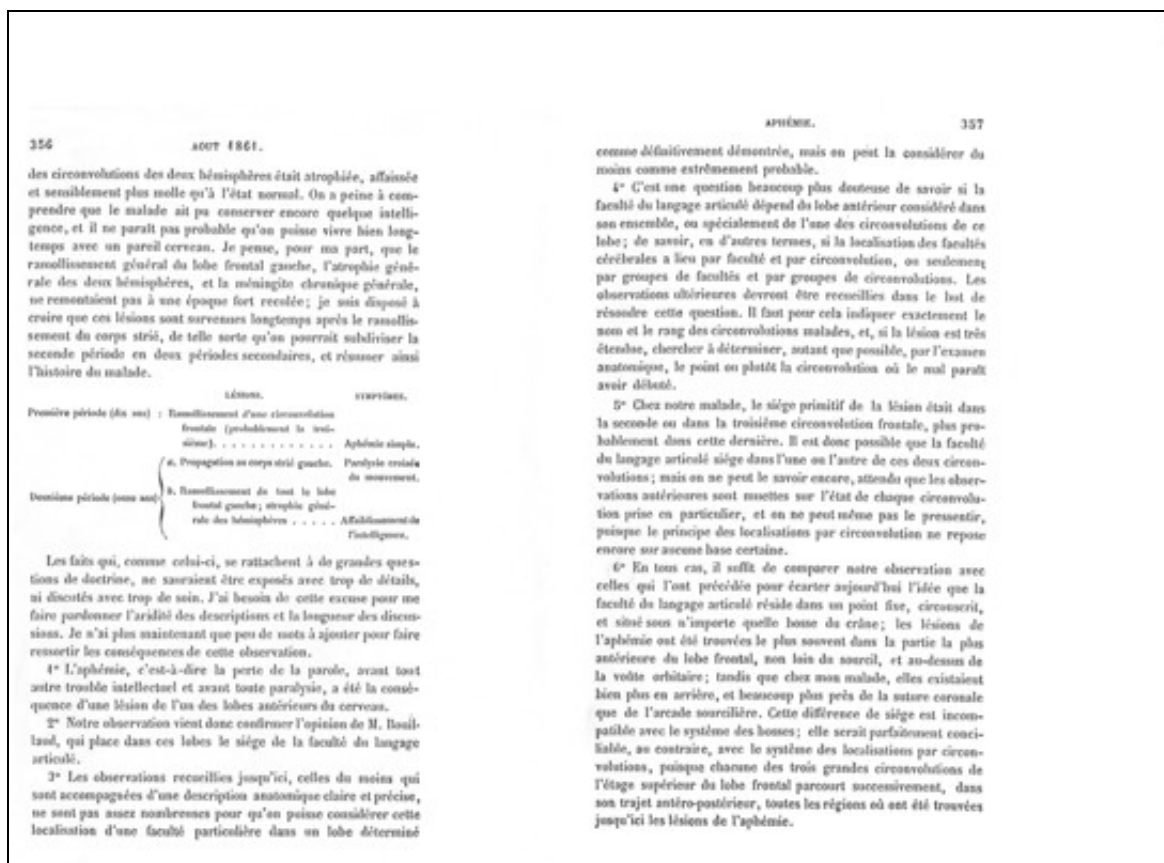 356 AOUT 1861.
des circonvolutions des deux hémisphères était atrophiée, affaissée
et sensiblement plus molle qu'à l'état normal. On a peine à com-
prendre que le malade ait pu conserver encore quelque intelli-
gence, et il ne paraît pas probable qu'on puisse vivre bien long-
temps avec un pareil cerveau. Je pense, pour ma part, que le
ramollissement général du lobe frontal gauche, l'atrophie géné-
rale des deux hémisphères, et la méningite chronique générale,
ne remontaient pas à une époque fort reculée; je suis disposé à
croire que ces lésions sont survenues longtemps après le ramollis-
sement du corps strié, de telle sorte qu'on pourrait subdiviser la
seconde période en deux périodes secondaires, et résumer ainsi
l'histoire du malade.
LÉSIONS. SYMPTÔMES.
Première période (dix ans) : Ramollissement d'une circonvolution
frontale (probablement la troi-
sième). . . . . . . . . . . . Aphémie simple.
a. Propagation au corps strié gauche. Paralysie croisée
du mouvement.
Deuxième période (onze ans)
b. Ramollissement de tout le lobe
frontal gauche; atrophie géné-
rale des hémisphères . . . . . Affaiblissement de
l'intelligence.
Les faits qui, comme celui-ci, se rattachent à de grandes ques-
tions de doctrine, ne sauraient être exposés avec trop de détails,
ni discutés avec trop de soin. J'ai besoin de cette excuse pour me
faire pardonner l'aridité des descriptions et la longueur des discus-
sions. Je n'ai plus maintenant que peu de mots à ajouter pour faire
ressortir les conséquences de cette observation.
1° L'aphémie, c'est-à-dire la perte de la parole, avant tout
autre trouble intellectuel et avant toute paralysie, a été la consé-
quence d'une lésion de l'un des lobes antérieurs du cerveau.
2° Notre observation vient donc confirmer l'opinion de M. Bouil-
laud, qui place dans ces lobes le siége de la faculté du langage
articulé.
3° Les observations recueillies jusqu'ici, celles du moins qui
sont accompagnées d'une description anatomique claire et précise,
ne sont pas assez nombreuses pour qu'on puisse considérer cette
localisation d'une faculté particulière dans un lobe déterminé
APHÉMIE. 357
comme définitivement démontrée, mais on peut la considérer du
moins comme extrêmement probable.
4° C'est une question beaucoup plus douteuse de savoir si la
faculté du langage articulé dépend du lobe antérieur considéré dans
son ensemble, ou spécialement de l'une des circonvolutions de ce
lobe; de savoir, en d'autres termes, si la localisation des facultés
cérébrales a lieu par faculté et par circonvolution, ou seulement
par groupes de facultés et par groupes de circonvolutions. Les
observations ultérieures devront être recueillies dans le but de
résoudre cette question. Il faut pour cela indiquer exactement le
nom et le rang des circonvolutions malades, et, si la lésion est très
étendue, chercher à déterminer, autant que possible, par l'examen
anatomique, le point ou plutôt la circonvolution où le mal paraît
avoir débuté.
5° Chez notre malade, le siége primitif de la lésion était dans
la seconde ou dans la troisième circonvolution frontale, plus pro-
bablement dans cette dernière. Il est donc possible que la faculté
du langage articulé siége dans l'une ou l'autre de ces deux circon-
volutions; mais on ne peut le savoir encore, attendu que les obser-
vations antérieures sont muettes sur l'état de chaque circonvolu-
tion prise en particulier, et on ne peut même pas le pressentir,
puisque le principe des localisations par circonvolution ne repose
encore sur aucune base certaine.
6° En tous cas, il suffit de comparer notre observation avec
celles qui l'ont précédée pour écarter aujourd'hui l'idée que la
faculté du langage articulé réside dans un point fixe, circonscrit,
et situé sous n'importe quelle bosse du crâne; les lésions de
l'aphémie ont été trouvées le plus souvent dans la partie la plus
antérieure du lobe frontal, non loin du sourcil, et au-dessus de
la voûte orbitaire; tandis que chez mon malade, elles existaient
bien plus en arrière, et beaucoup plus près de la suture coronale
que de l'arcade sourcilière. Cette différence de siége est incom-
patible avec le système des bosses; elle serait parfaitement conci-
liable, au contraire, avec le système des localisations par circon-
volutions, puisque chacune des trois grandes circonvolutions de
l'étage supérieur du lobe frontal parcourt successivement, dans
son trajet antéro-postérieur, toutes les régions où ont été trouvées
jusqu'ici les lésions de l'aphémie.